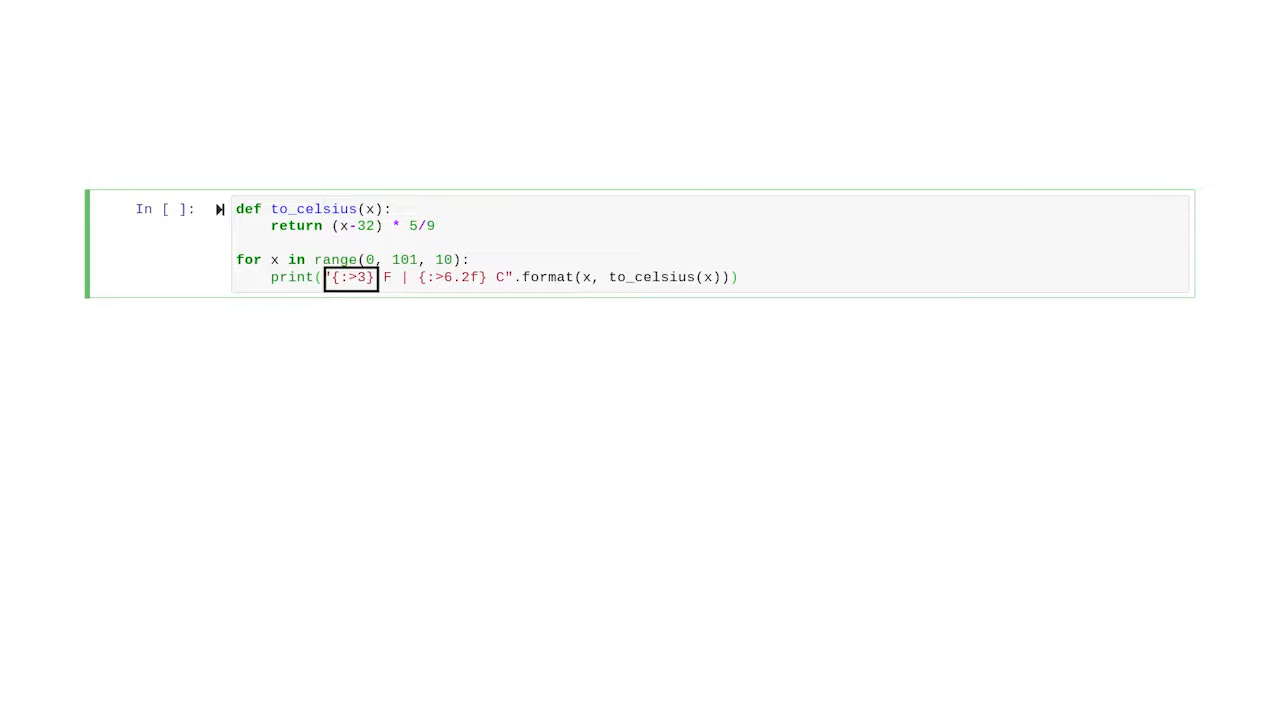 In [ ]:
def to_celsius(x):
    return (x-32) * 5/9
for x in range(0, 101, 10):
    print("{:>3} F | {:>6.2f} C".format(x, to_celsius(x)))